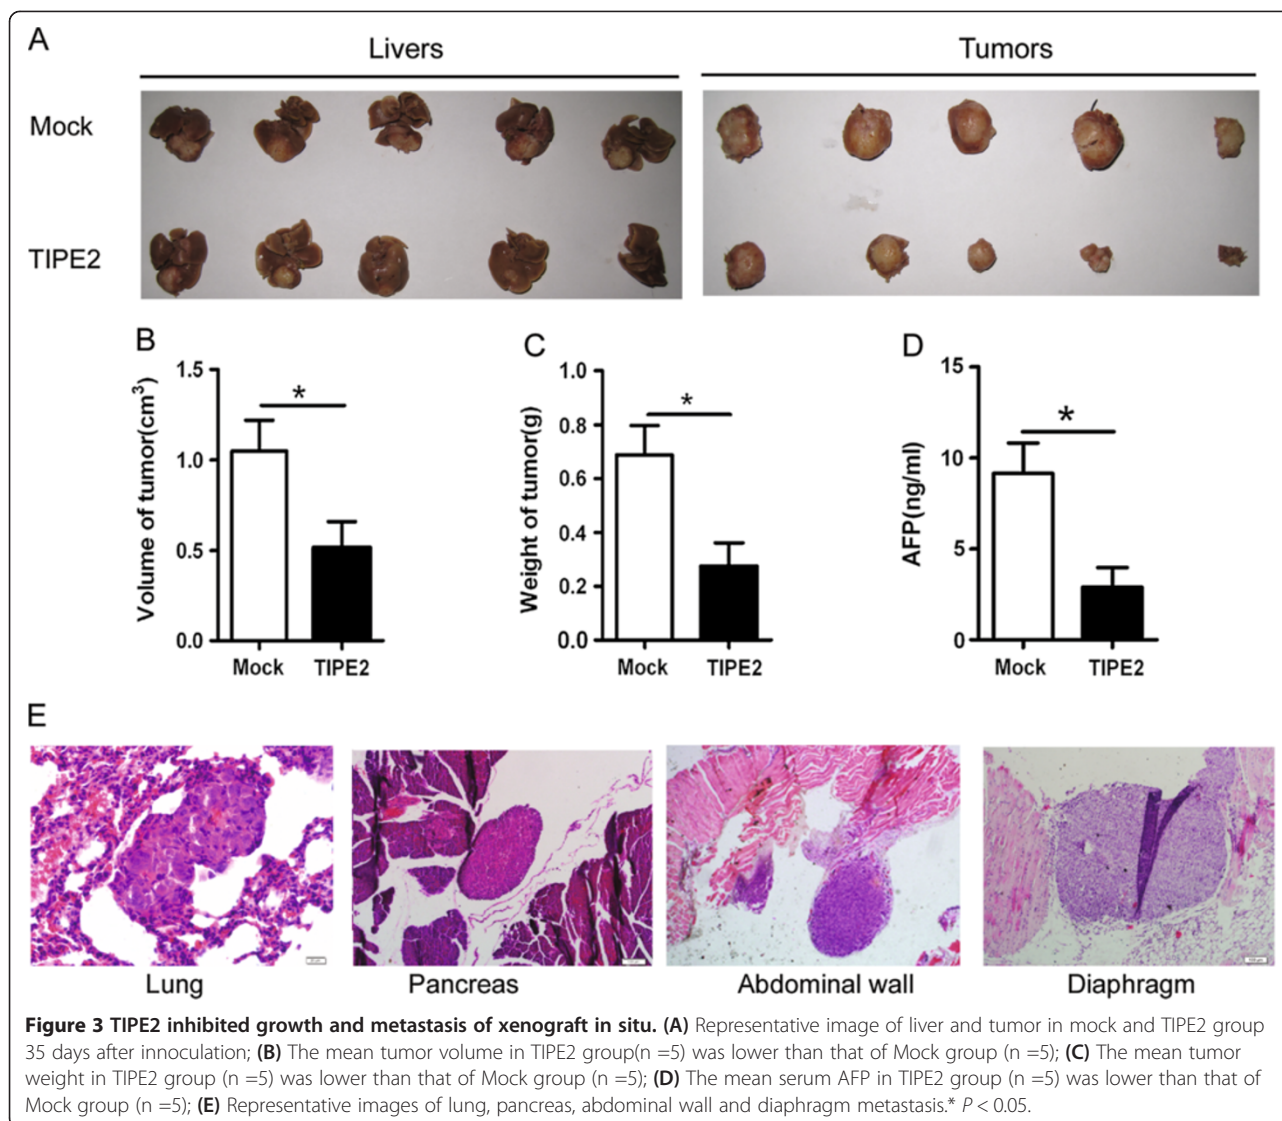 A
Livers
Tumors
Mock
TIPE2
B
Volume of tumor(cm³)
1.5
1.0
0.5
0.0
*
Mock TIPE2
C
Weight of tumor(g)
1.0
0.8
0.6
0.4
0.2
0.0
*
Mock TIPE2
D
AFP(ng/ml)
15
10
5
0
*
Mock TIPE2
E
Lung
Pancreas
Abdominal wall
Diaphragm
Figure 3 TIPE2 inhibited growth and metastasis of xenograft in situ. (A) Representative image of liver and tumor in mock and TIPE2 group
35 days after innoculation; (B) The mean tumor volume in TIPE2 group(n =5) was lower than that of Mock group (n =5); (C) The mean tumor
weight in TIPE2 group (n =5) was lower than that of Mock group (n =5); (D) The mean serum AFP in TIPE2 group (n =5) was lower than that of
Mock group (n =5); (E) Representative images of lung, pancreas, abdominal wall and diaphragm metastasis.* P < 0.05.